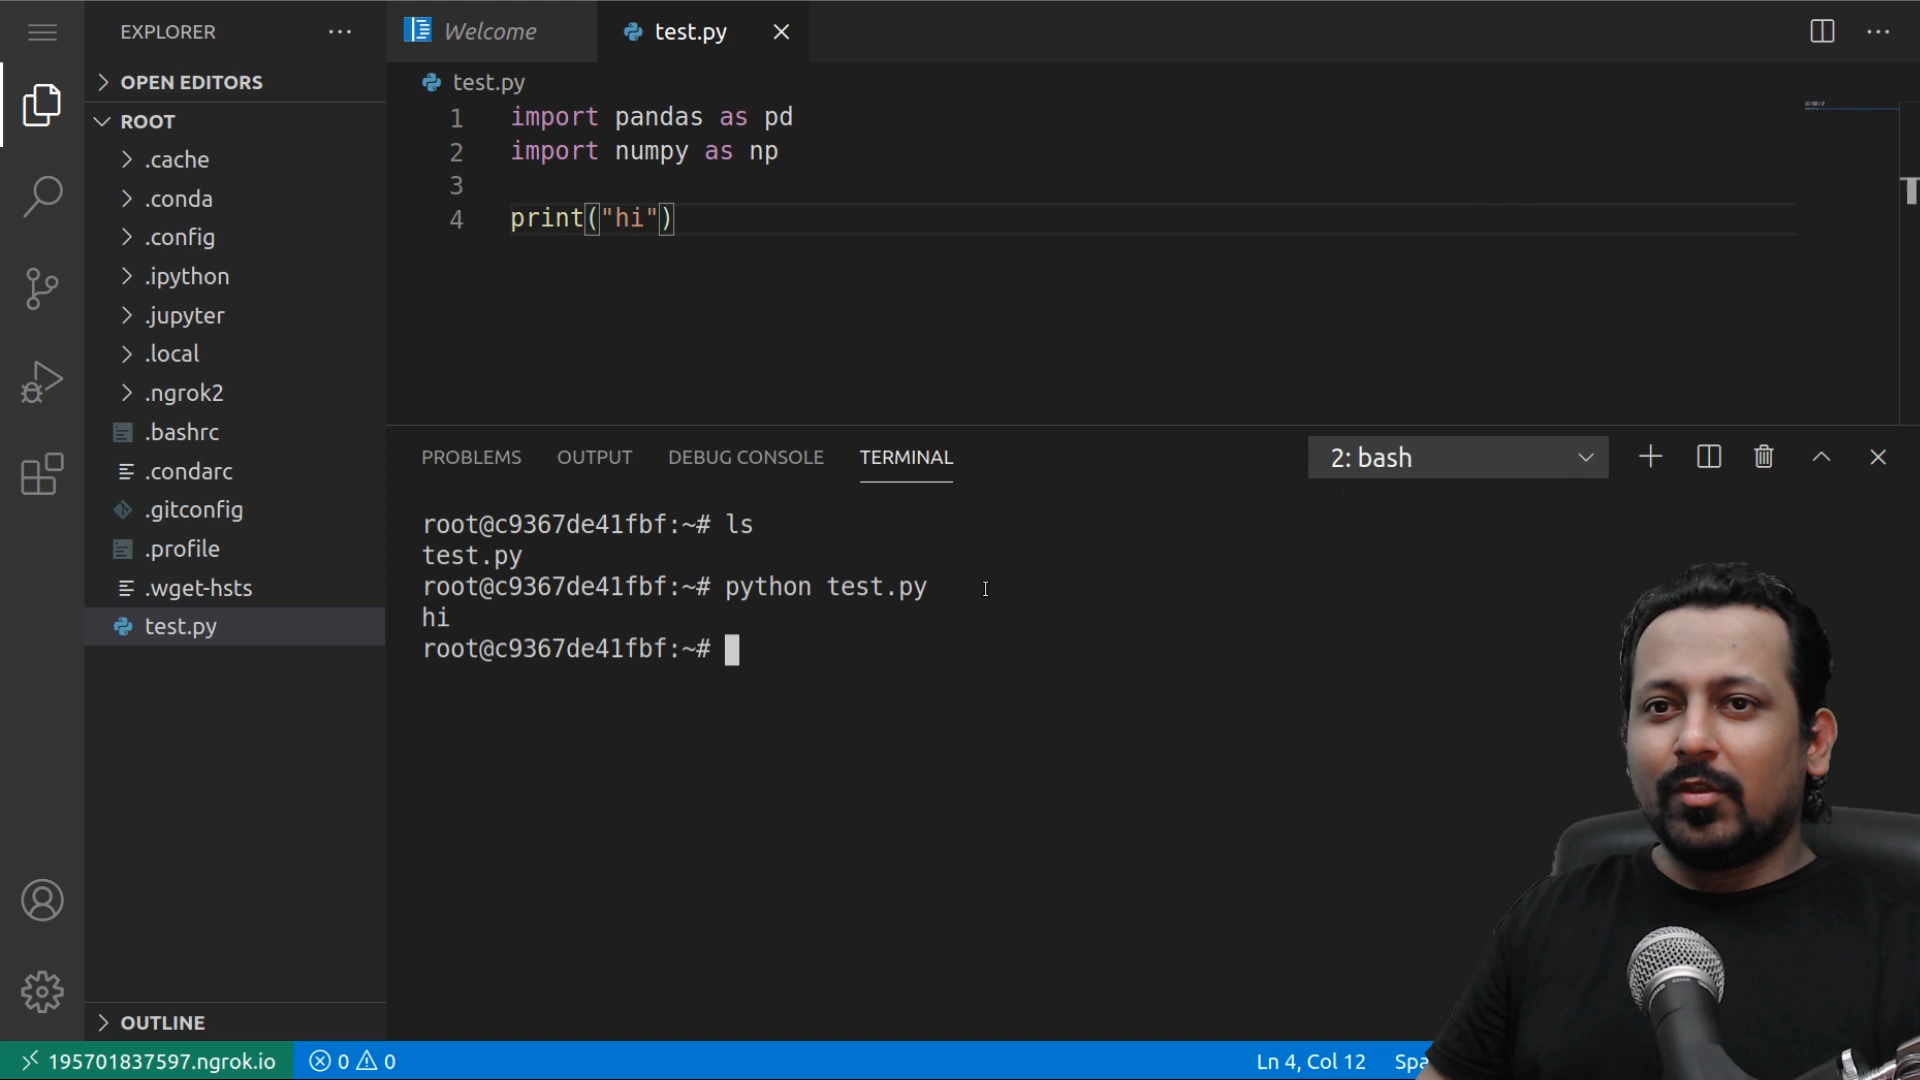 EXPLORER
Welcome
test.py
OPEN EDITORS
test.py
ROOT
1 import pandas as pd
2 import numpy as np
3
4 print("hi")
.cache
.conda
.config
.ipython
.jupyter
.local
.ngrok2
.bashrc
.condarc
.gitconfig
.profile
.wget-hsts
test.py
PROBLEMS OUTPUT DEBUG CONSOLE TERMINAL 2: bash
root@c9367de41fbf:~# ls
test.py
root@c9367de41fbf:~# python test.py
hi
root@c9367de41fbf:~#
OUTLINE
195701837597.ngrok.io 0 0 Ln 4, Col 12